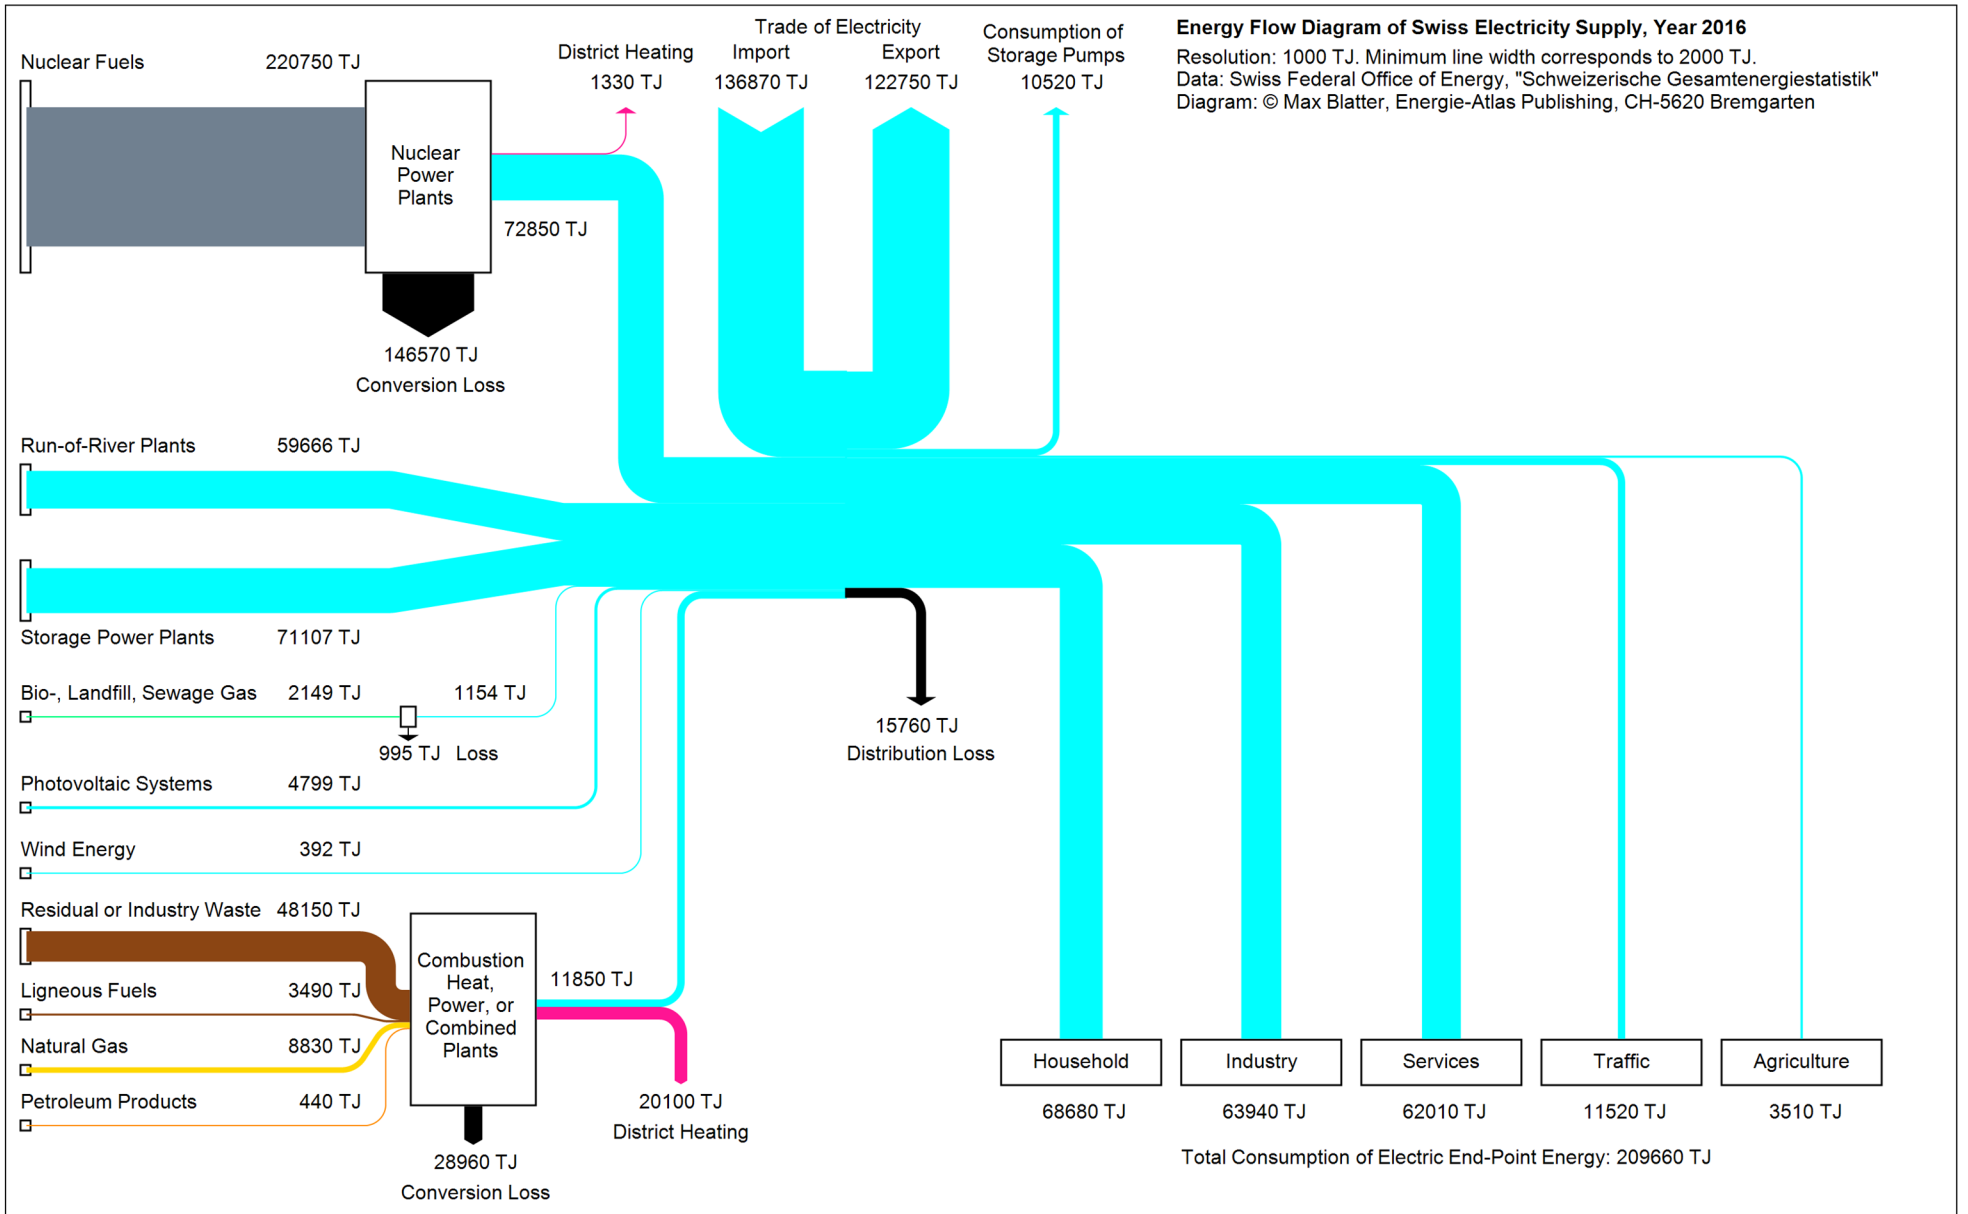 Energy Flow Diagram of Swiss Electricity Supply, Year 2016
Resolution: 1000 TJ. Minimum line width corresponds to 2000 TJ.
Data: Swiss Federal Office of Energy, "Schweizerische Gesamtenergiestatistik"
Diagram: © Max Blatter, Energie-Atlas Publishing, CH-5620 Bremgarten
Trade of Electricity
Import
136870 TJ
Export
122750 TJ
Consumption of
Storage Pumps
10520 TJ
District Heating
1330 TJ
Nuclear Fuels 220750 TJ
Nuclear
Power
Plants
72850 TJ
146570 TJ
Conversion Loss
Run-of-River Plants 59666 TJ
Storage Power Plants 71107 TJ
Bio-, Landfill, Sewage Gas 2149 TJ 1154 TJ
995 TJ Loss
15760 TJ
Distribution Loss
Photovoltaic Systems 4799 TJ
Wind Energy 392 TJ
Residual or Industry Waste 48150 TJ
Ligneous Fuels 3490 TJ
Natural Gas 8830 TJ
Petroleum Products 440 TJ
Combustion
Heat,
Power, or
Combined
Plants
11850 TJ
20100 TJ
District Heating
28960 TJ
Conversion Loss
Household
68680 TJ
Industry
63940 TJ
Services
62010 TJ
Traffic
11520 TJ
Agriculture
3510 TJ
Total Consumption of Electric End-Point Energy: 209660 TJ